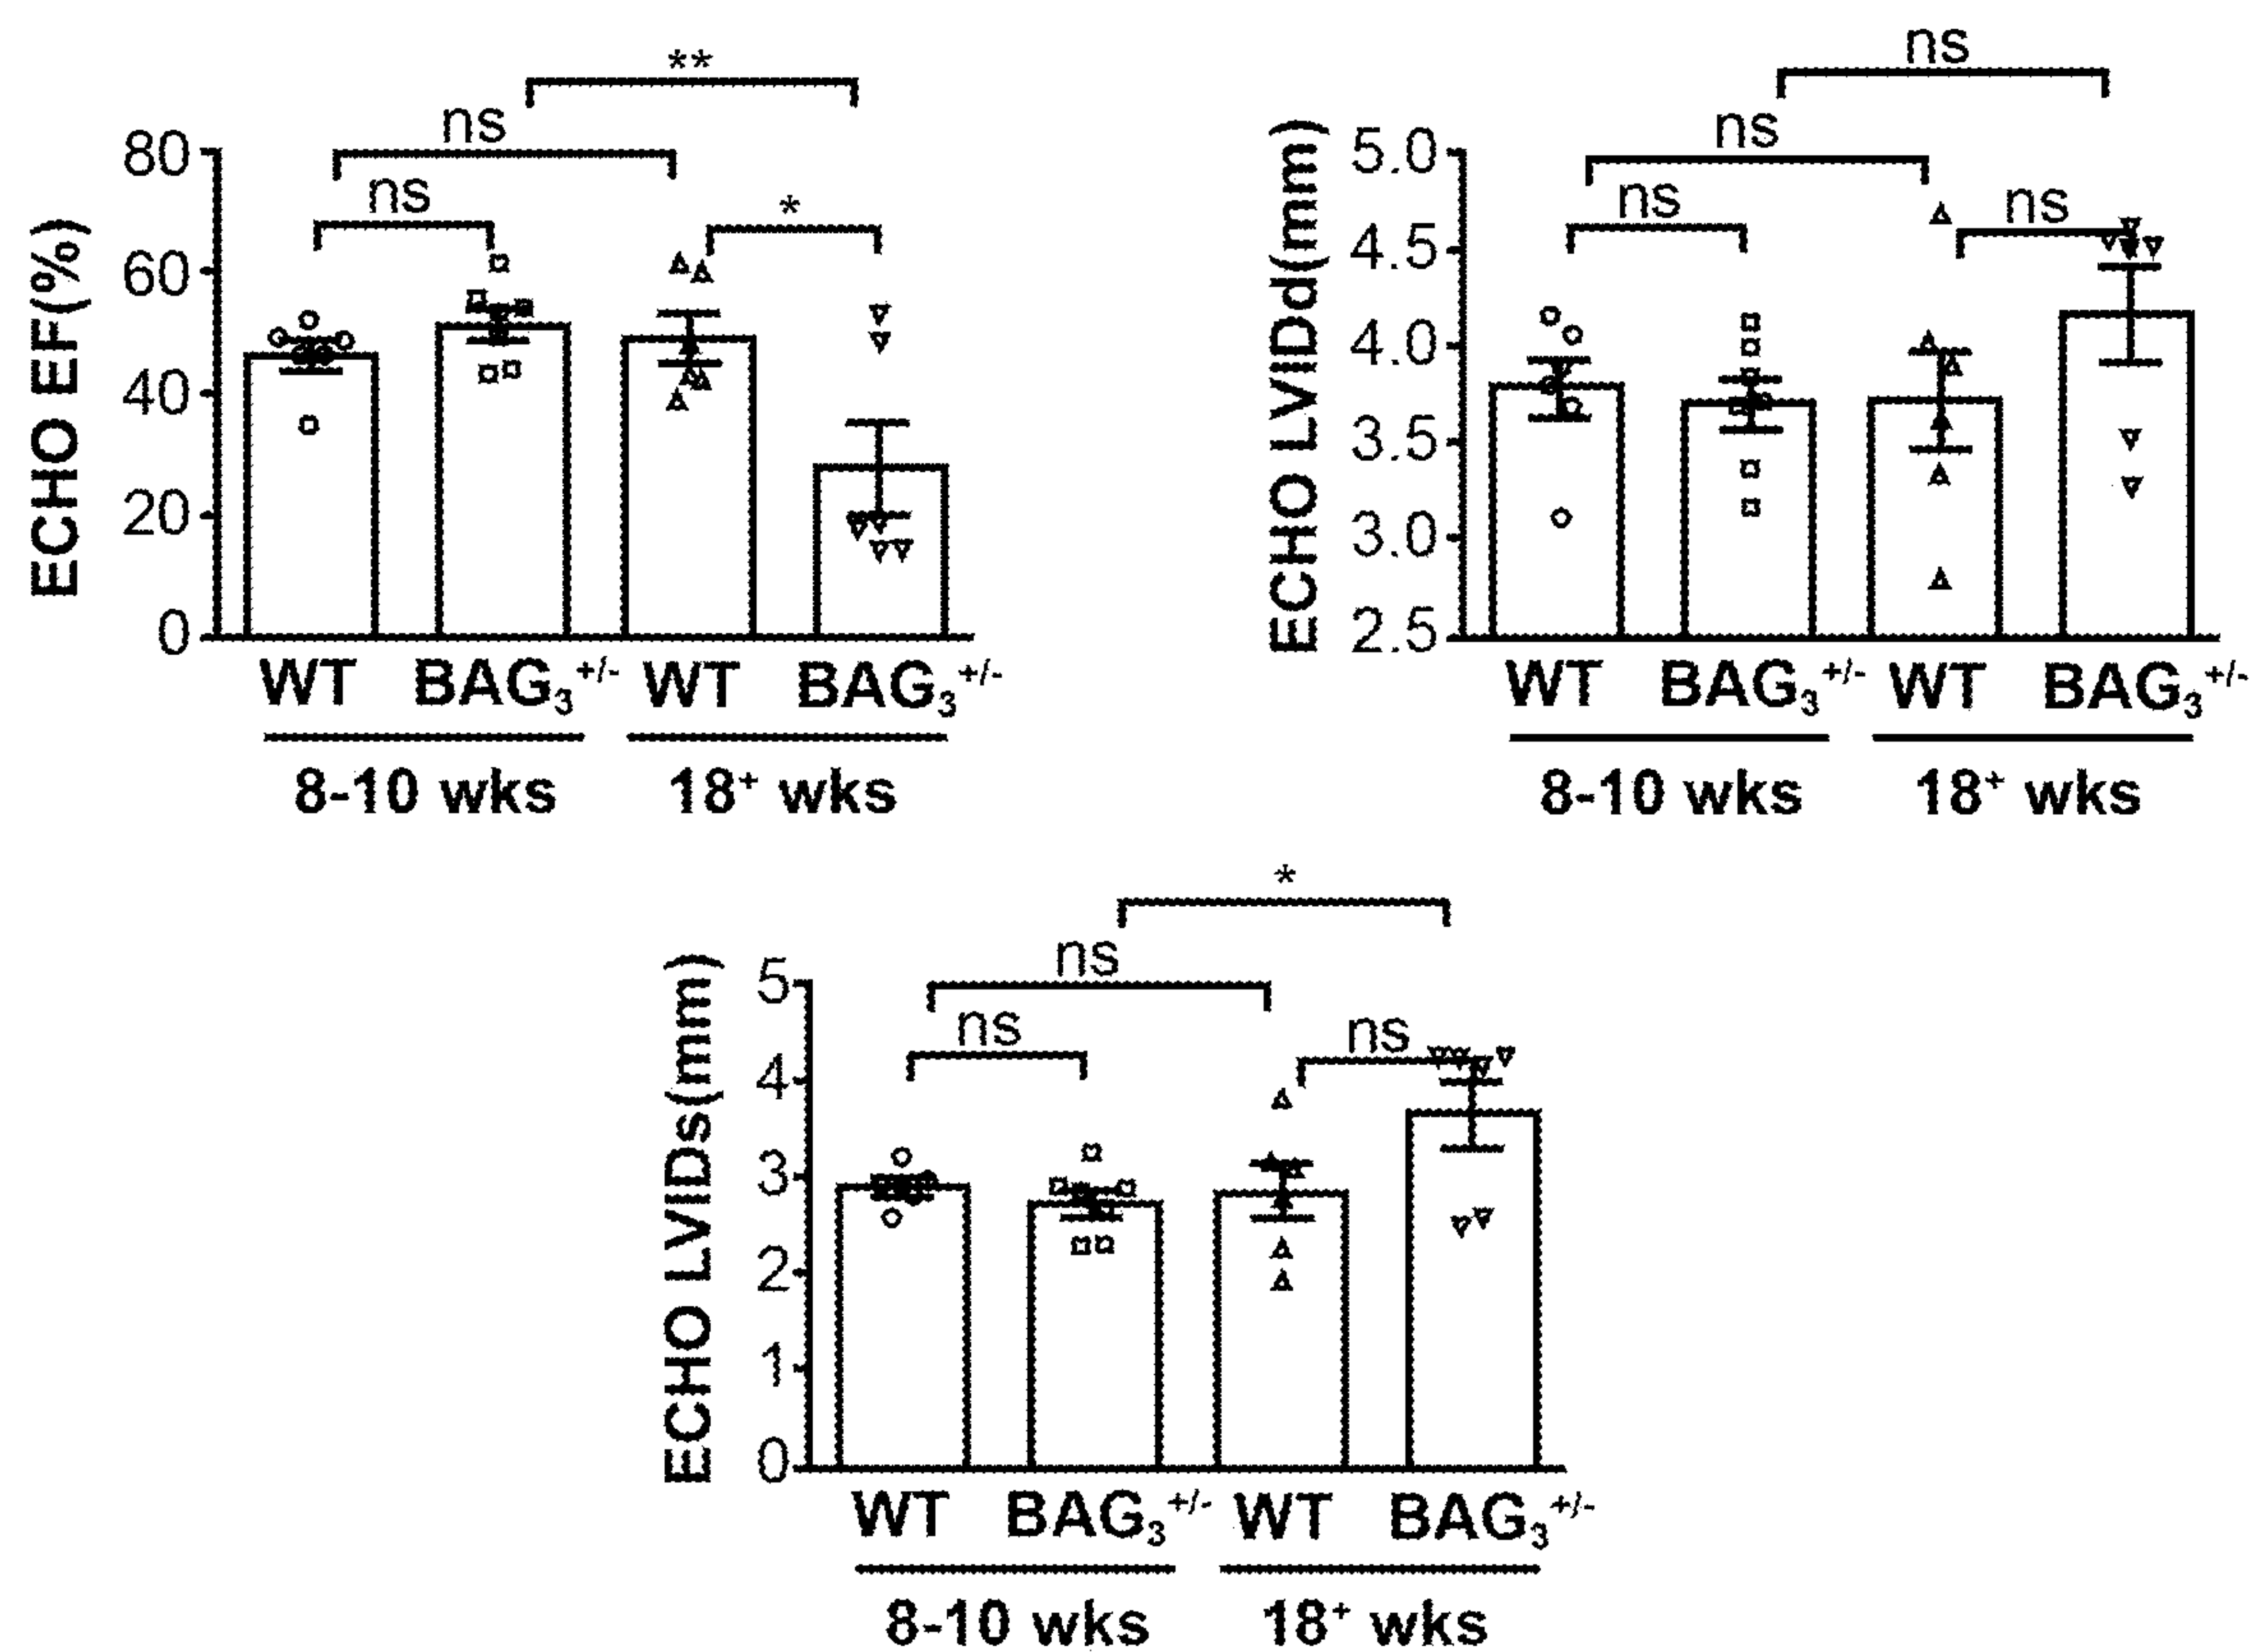 **
ns
ns
*
80
60
40
20
0
ECHO EF(%)
WT BAG₃⁺/⁻ WT BAG₃⁺/⁻
8-10 wks 18⁺ wks
ns
ns
ns
ns
5.0
4.5
4.0
3.5
3.0
2.5
ECHO LVIDd(mm)
WT BAG₃⁺/⁻ WT BAG₃⁺/⁻
8-10 wks 18⁺ wks
*
ns
ns
ns
5
4
3
2
1
0
ECHO LVIDs(mm)
WT BAG₃⁺/⁻ WT BAG₃⁺/⁻
8-10 wks 18⁺ wks